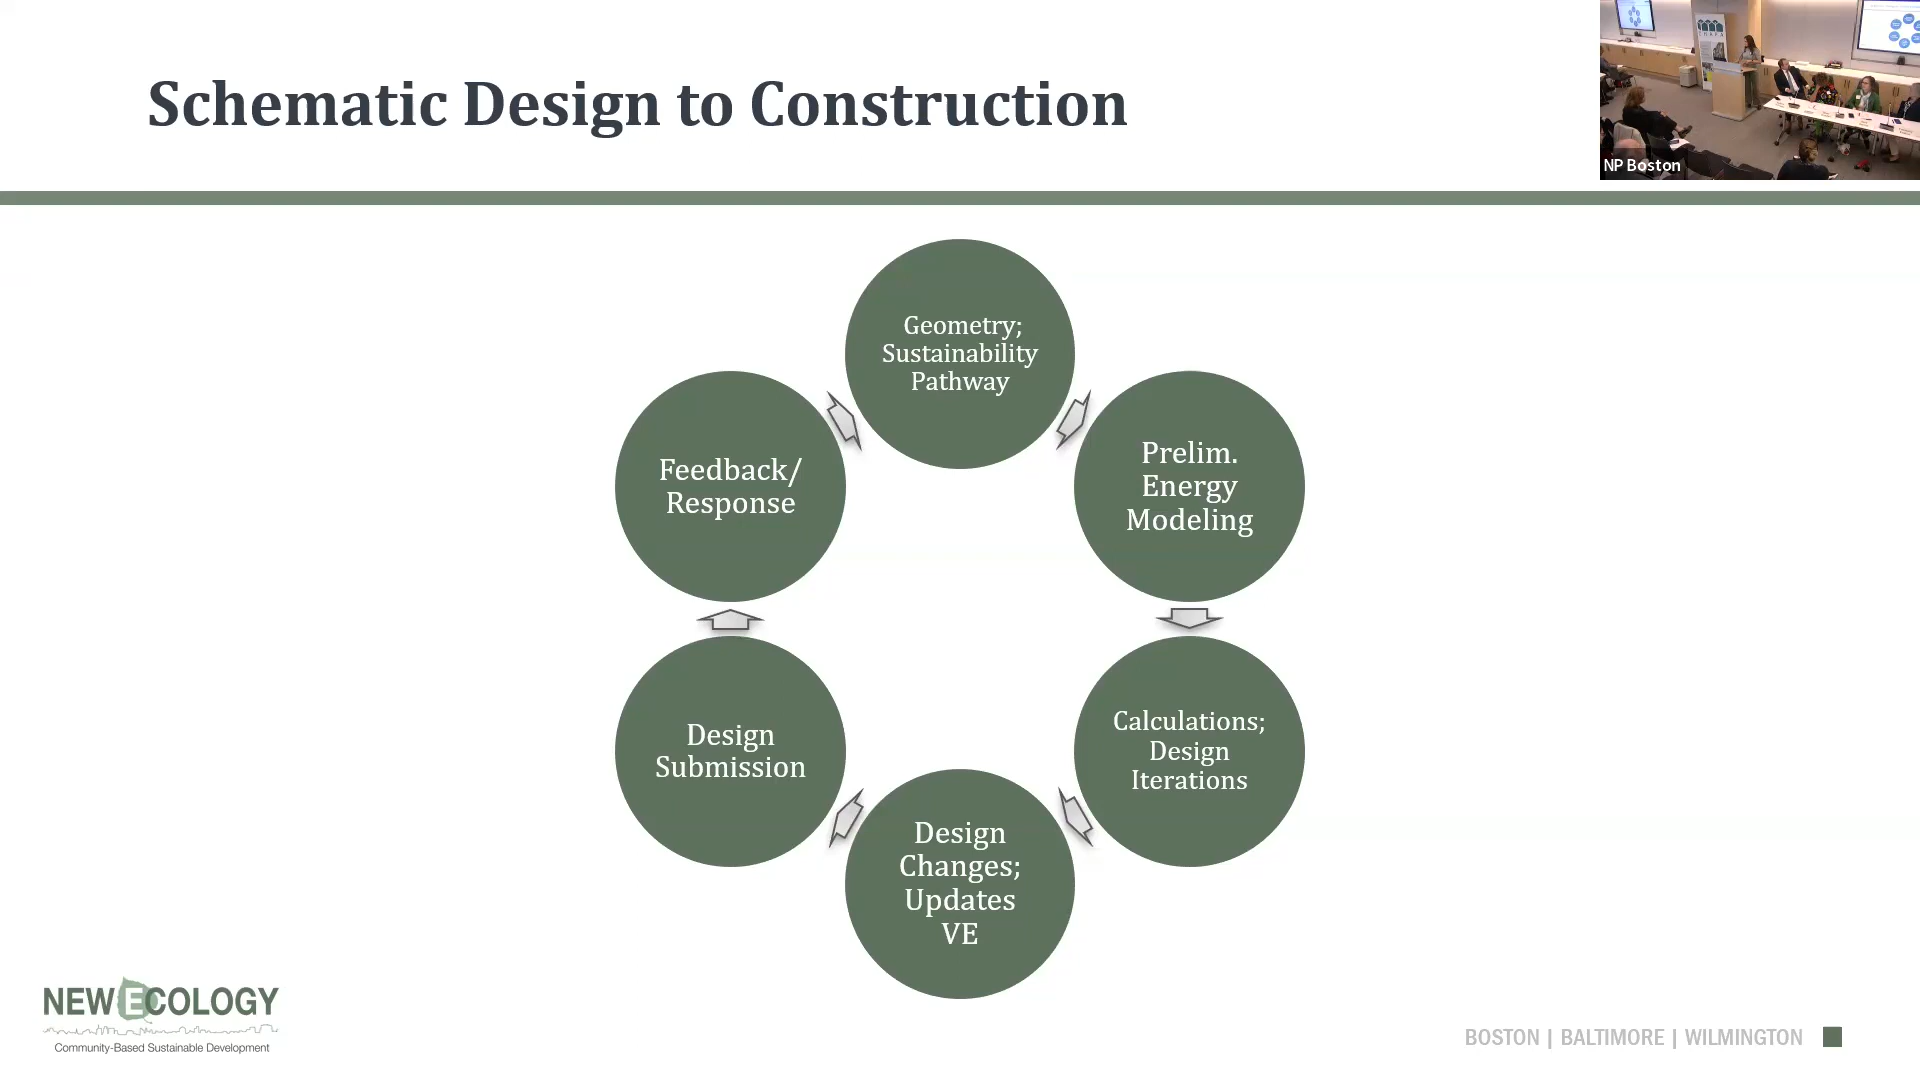 Schematic Design to Construction
NP Boston
Geometry;
Sustainability
Pathway
Prelim.
Energy
Modeling
Calculations;
Design
Iterations
Design
Changes;
Updates
VE
Design
Submission
Feedback/
Response
NEW ECOLOGY
Community-Based Sustainable Development
BOSTON | BALTIMORE | WILMINGTON